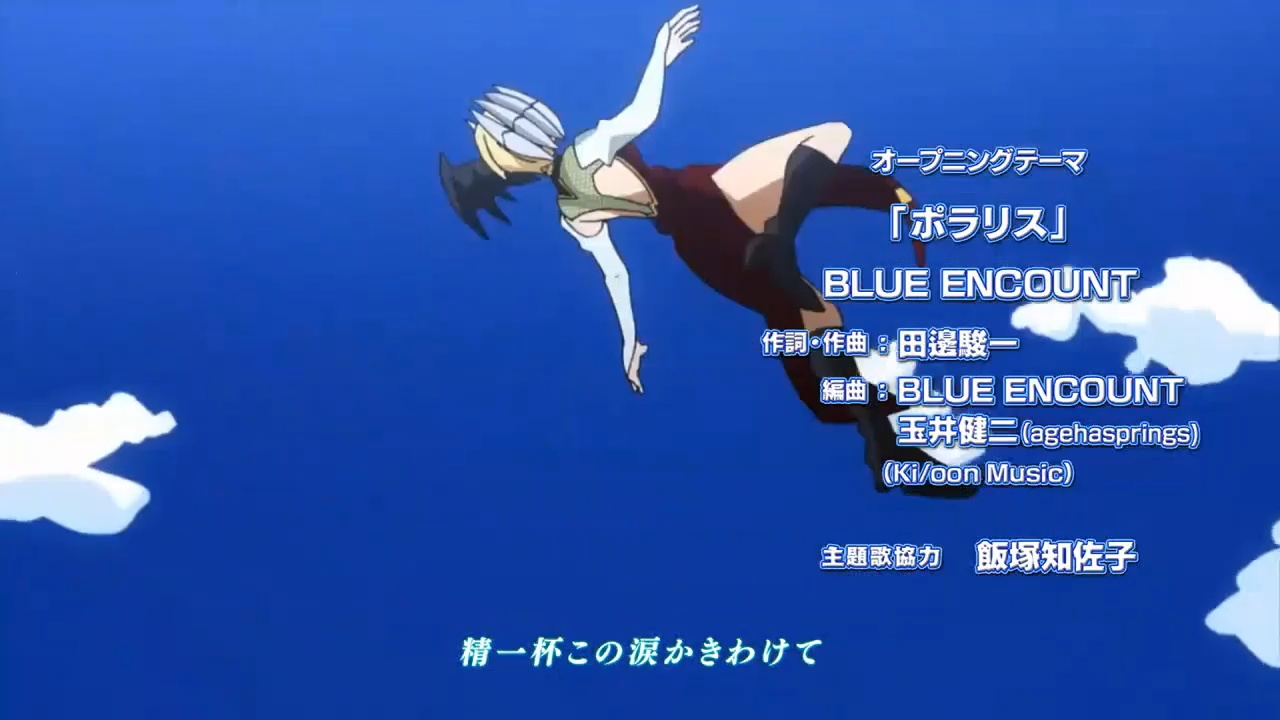 オープニングテーマ
「ポラリス」
BLUE ENCOUNT
作詞・作曲：田邊駿一
編曲：BLUE ENCOUNT
玉井健二(agehasprings)
(Ki/oon Music)
主題歌協力　飯塚知佐子
精一杯この涙かきわけて